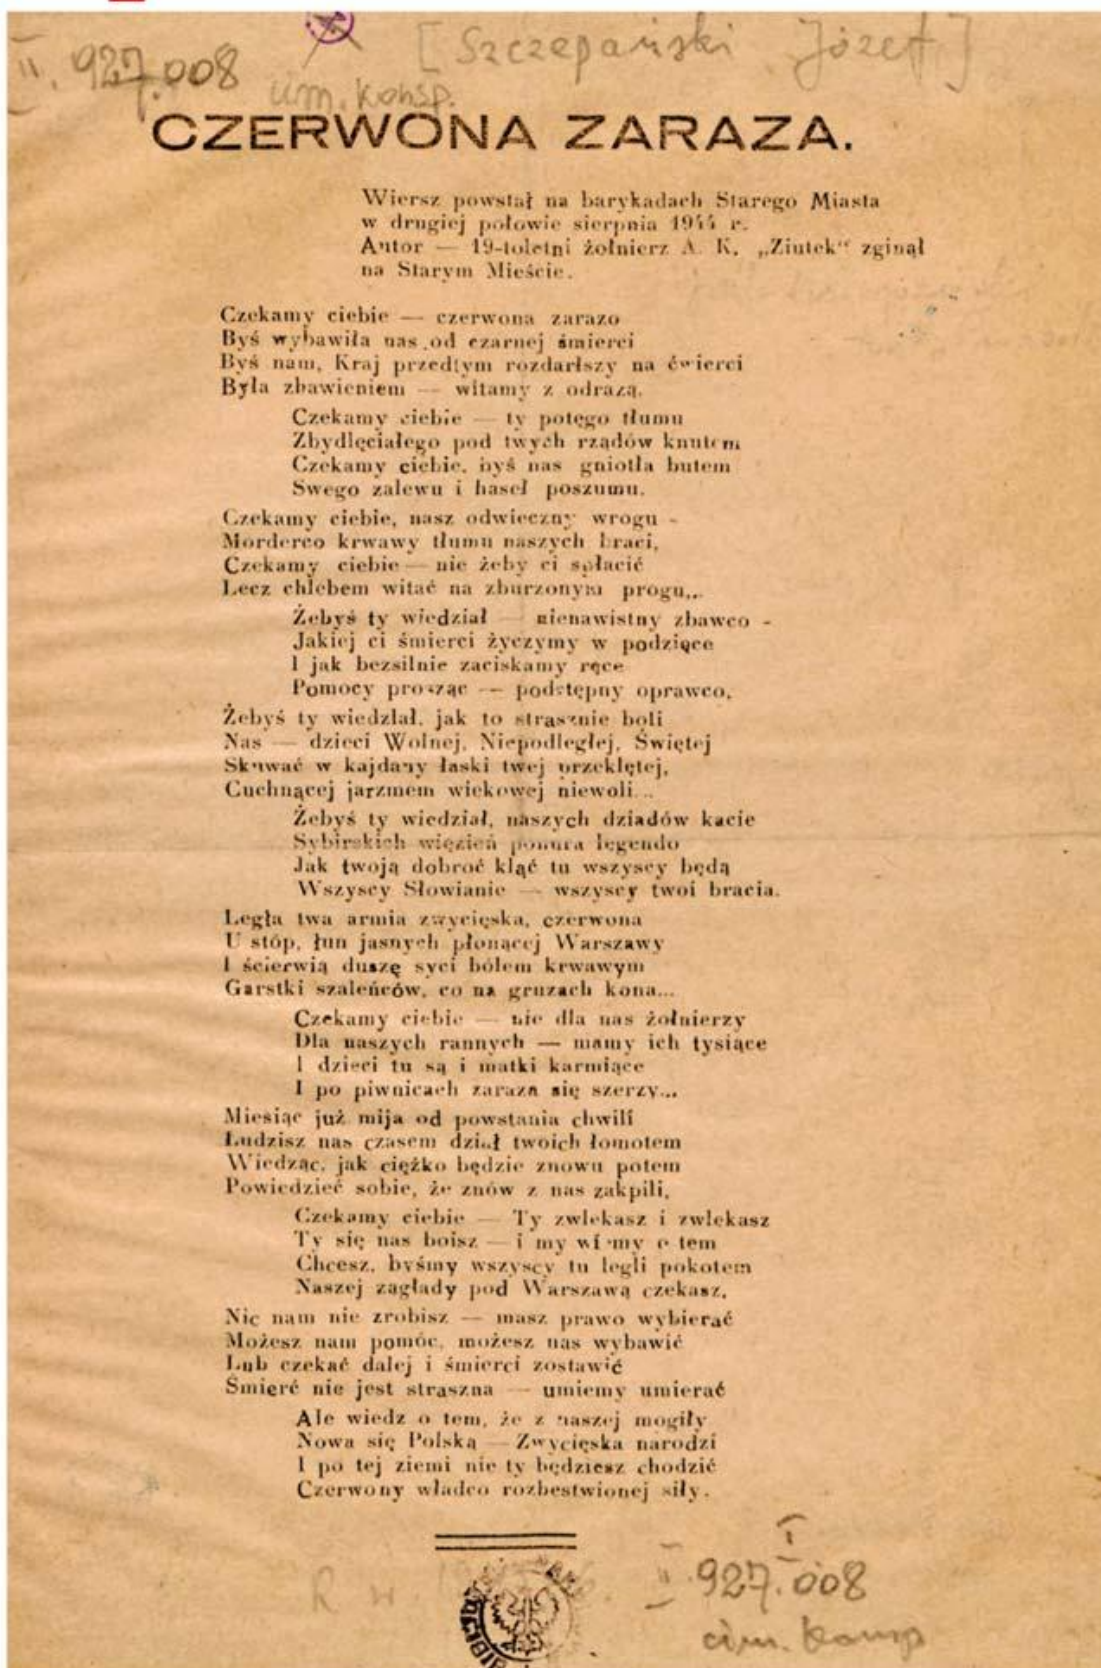 II. 927.008
[Szczepański Józef]
CZERWONA ZARAZA.
Wiersz powstał na barykadach Starego Miasta
w drugiej połowie sierpnia 1944 r.
Autor — 19-toletni żołnierz A. K. „Ziutek“ zginął
na Starym Mieście.
Czekamy ciebie — czerwona zarazo
Byś wybawiła nas od czarnej śmierci
Byś nam, Kraj przedtym rozdarłszy na ćwierci
Była zbawieniem — witamy z odrazą.
Czekamy ciebie — ty potęgo tłumu
Zbydlęciałego pod twych rządów knutem
Czekamy ciebie, byś nas gniotła butem
Swego zalewu i haseł poszumu.
Czekamy ciebie, nasz odwieczny wrogu -
Morderco krwawy tłumu naszych braci,
Czekamy ciebie — nie żeby ci spłacić
Lecz chlebem witać na zburzonym progu...
Żebyś ty wiedział — nienawistny zbawco -
Jakiej ci śmierci życzymy w podzięce
I jak bezsilnie zaciskamy ręce
Pomocy prosząc — podstępny oprawco.
Żebyś ty wiedział, jak to strasznie boli
Nas — dzieci Wolnej, Niepodległej, Świętej
Skuwać w kajdany łaski twej przeklętej,
Cuchnącej jarzmem wiekowej niewoli...
Żebyś ty wiedział, naszych dziadów kacie
Sybirskich więzień ponura legendo
Jak twoją dobroć kląć tu wszyscy będą
Wszyscy Słowianie — wszyscy twoi bracia.
Legła twa armia zwycięska, czerwona
U stóp, łun jasnych płonącej Warszawy
I ścierwią duszę syci bólem krwawym
Garstki szaleńców, co na gruzach kona...
Czekamy ciebie — nie dla nas żołnierzy
Dla naszych rannych — mamy ich tysiące
I dzieci tu są i matki karmiące
I po piwnicach zaraza się szerzy...
Miesiąc już mija od powstania chwili
Łudzisz nas czasem dział twoich łomotem
Wiedząc, jak ciężko będzie znowu potem
Powiedzieć sobie, że znów z nas zakpili,
Czekamy ciebie — Ty zwlekasz i zwlekasz
Ty się nas boisz — i my wiemy o tem
Chcesz, byśmy wszyscy tu legli pokotem
Naszej zagłady pod Warszawą czekasz,
Nic nam nie zrobisz — masz prawo wybierać
Możesz nam pomóc, możesz nas wybawić
Lub czekać dalej i śmierci zostawić
Śmierć nie jest straszna — umiemy umierać
Ale wiedz o tem, że z naszej mogiły
Nowa się Polską — Zwycięska narodzi
I po tej ziemi nie ty będziesz chodzić
Czerwony władco rozbestwionej siły.
I
II 927.008